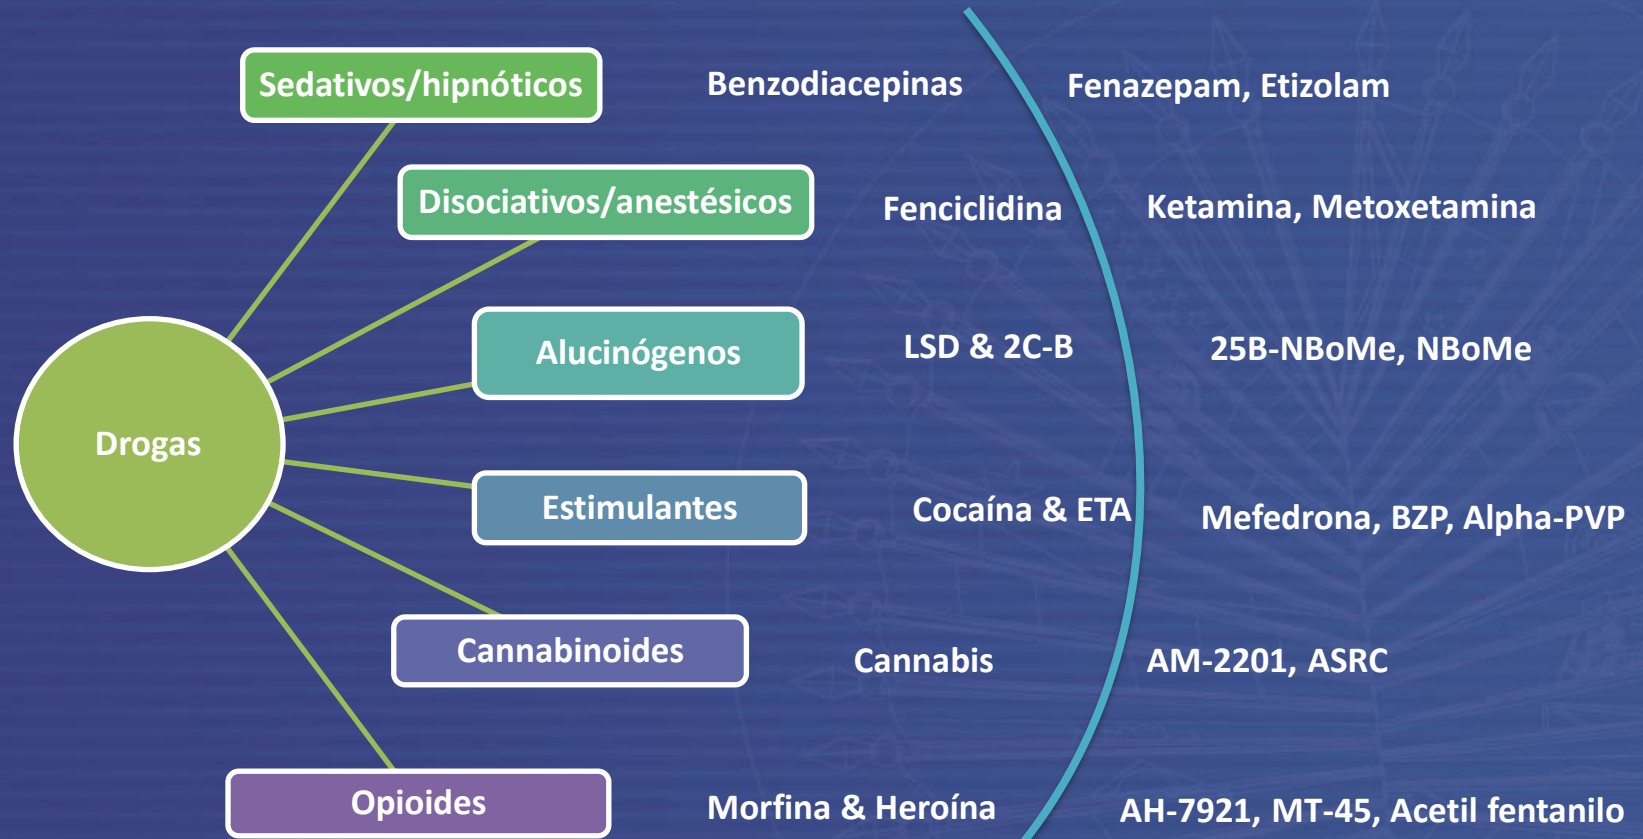 Sedativos/hipnóticos
Benzodiacepinas
Fenazepam, Etizolam
Disociativos/anestésicos
Fenciclidina
Ketamina, Metoxetamina
Alucinógenos
LSD & 2C-B
25B-NBoMe, NBoMe
Drogas
Estimulantes
Cocaína & ETA
Mefedrona, BZP, Alpha-PVP
Cannabinoides
Cannabis
AM-2201, ASRC
Opioides
Morfina & Heroína
AH-7921, MT-45, Acetil fentanilo